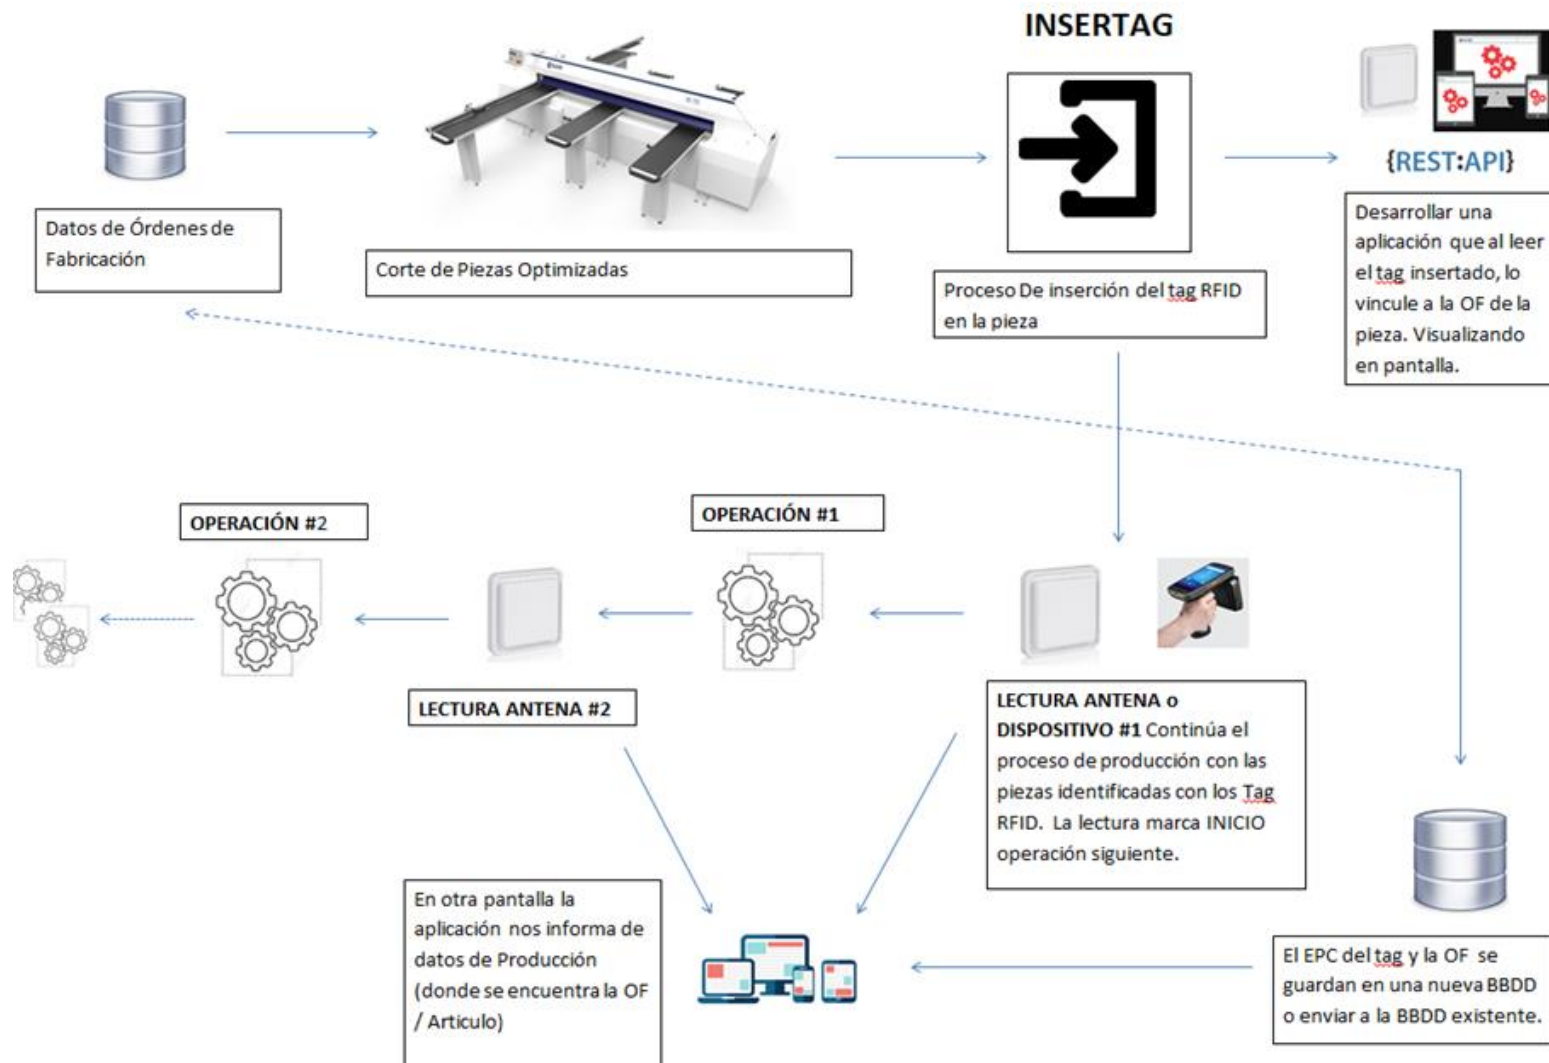 INSERTAG
{REST:API}
Datos de Órdenes de
Fabricación
Corte de Piezas Optimizadas
Proceso De inserción del tag RFID
en la pieza
Desarrollar una
aplicación que al leer
el tag insertado, lo
vincule a la OF de la
pieza. Visualizando
en pantalla.
OPERACIÓN #2
OPERACIÓN #1
LECTURA ANTENA #2
LECTURA ANTENA o
DISPOSITIVO #1 Continúa el
proceso de producción con las
piezas identificadas con los Tag
RFID. La lectura marca INICIO
operación siguiente.
En otra pantalla la
aplicación nos informa de
datos de Producción
(donde se encuentra la OF
/ Articulo)
El EPC del tag y la OF se
guardan en una nueva BBDD
o enviar a la BBDD existente.